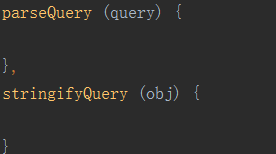 parseQuery (query) {
},
stringifyQuery (obj) {
}